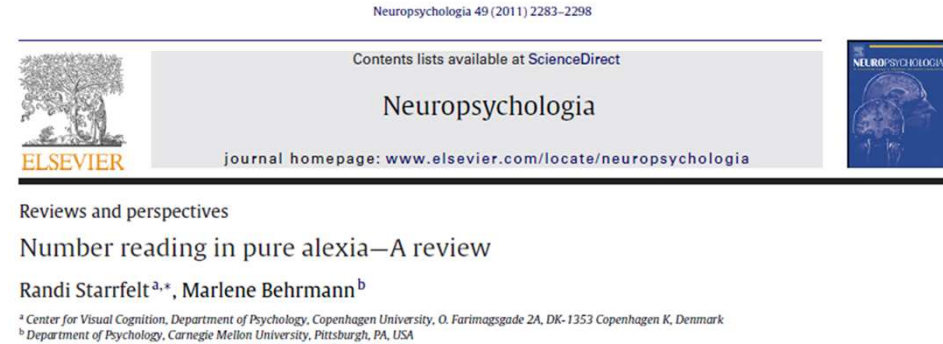 Neuropsychologia 49 (2011) 2283–2298
Contents lists available at ScienceDirect
Neuropsychologia
journal homepage: www.elsevier.com/locate/neuropsychologia
ELSEVIER
NEUROPSYCHOLOGIA
Reviews and perspectives
Number reading in pure alexia—A review
Randi Starrfelt a,*, Marlene Behrmann b
a Center for Visual Cognition, Department of Psychology, Copenhagen University, O. Farimagsgade 2A, DK-1353 Copenhagen K, Denmark
b Department of Psychology, Carnegie Mellon University, Pittsburgh, PA, USA